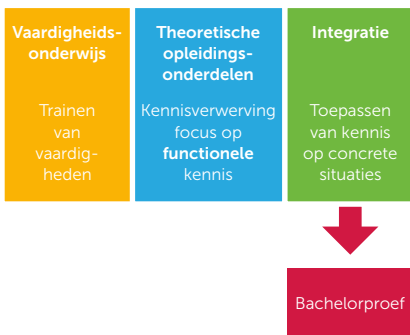 Vaardigheids-
onderwijs
Trainen
van
vaardig-
heden
Theoretische
opleidings-
onderdelen
Kennisverwerving
focus op
functionele
kennis
Integratie
Toepassen
van kennis
op concrete
situaties
Bachelorproef